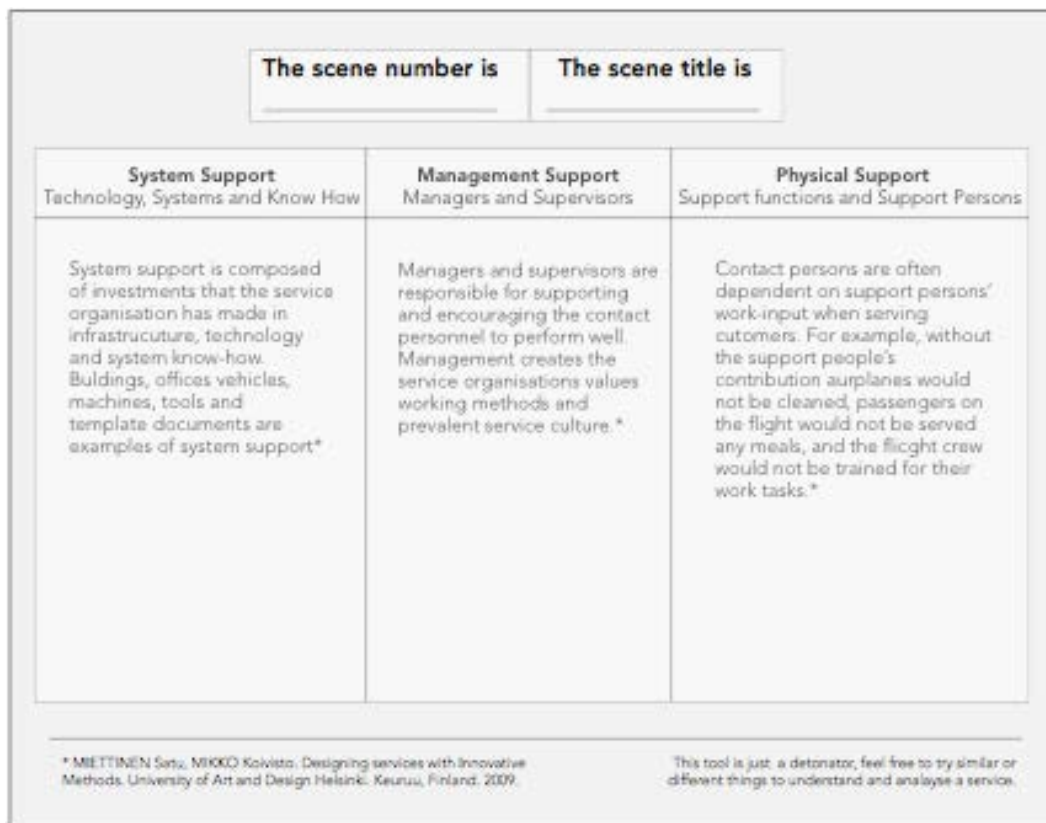 The scene number is
The scene title is
System Support
Technology, Systems and Know How
Management Support
Managers and Supervisors
Physical Support
Support functions and Support Persons
System support is composed
of investments that the service
organisation has made in
infrastrucuture, technology
and system know-how.
Buldings, offices vehicles,
machines, tools and
template documents are
examples of system support*
Managers and supervisors are
responsible for supporting
and encouraging the contact
personnel to perform well.
Management creates the
service organisations values
working methods and
prevalent service culture.*
Contact persons are often
dependent on support persons'
work-input when serving
cutomers. For example, without
the support people's
contribution aurplanes would
not be cleaned, passengers on
the flight would not be served
any meals, and the flicght crew
would not be trained for their
work tasks.*
* MIETTINEN Satu, MIKKO Koivisto. Designing services with Innovative
Methods. University of Art and Design Helsinki. Keuruu, Finland. 2009.
This tool is just a detonator, feel free to try similar or
different things to understand and analayse a service.